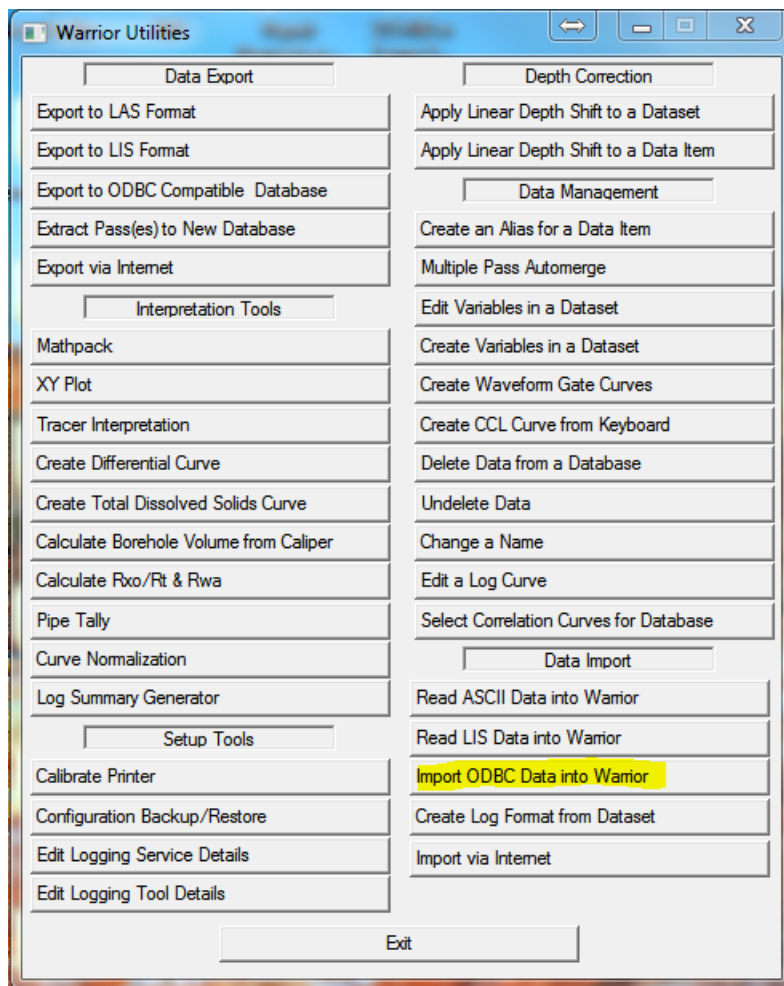 Warrior Utilities
Data Export
Export to LAS Format
Export to LIS Format
Export to ODBC Compatible Database
Extract Pass(es) to New Database
Export via Internet
Interpretation Tools
Mathpack
XY Plot
Tracer Interpretation
Create Differential Curve
Create Total Dissolved Solids Curve
Calculate Borehole Volume from Caliper
Calculate Rxo/Rt & Rwa
Pipe Tally
Curve Normalization
Log Summary Generator
Setup Tools
Calibrate Printer
Configuration Backup/Restore
Edit Logging Service Details
Edit Logging Tool Details
Depth Correction
Apply Linear Depth Shift to a Dataset
Apply Linear Depth Shift to a Data Item
Data Management
Create an Alias for a Data Item
Multiple Pass Automerge
Edit Variables in a Dataset
Create Variables in a Dataset
Create Waveform Gate Curves
Create CCL Curve from Keyboard
Delete Data from a Database
Undelete Data
Change a Name
Edit a Log Curve
Select Correlation Curves for Database
Data Import
Read ASCII Data into Warrior
Read LIS Data into Warrior
Import ODBC Data into Warrior
Create Log Format from Dataset
Import via Internet
Exit